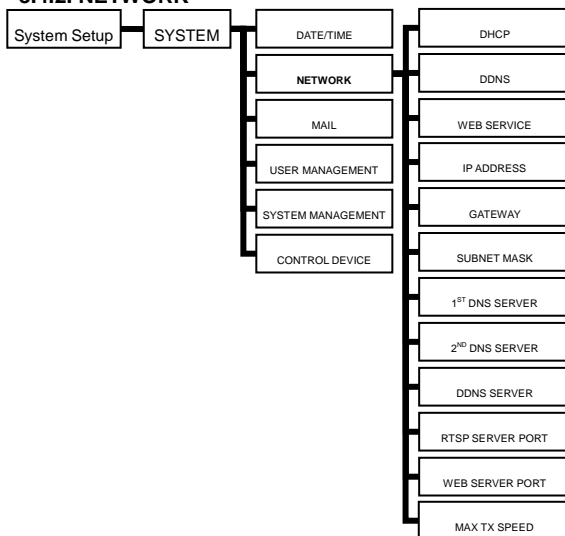 NETWORK
System Setup
SYSTEM
DATE/TIME
NETWORK
MAIL
USER MANAGEMENT
SYSTEM MANAGEMENT
CONTROL DEVICE
DHCP
DDNS
WEB SERVICE
IP ADDRESS
GATEWAY
SUBNET MASK
1ST DNS SERVER
2ND DNS SERVER
DDNS SERVER
RTSP SERVER PORT
WEB SERVER PORT
MAX TX SPEED